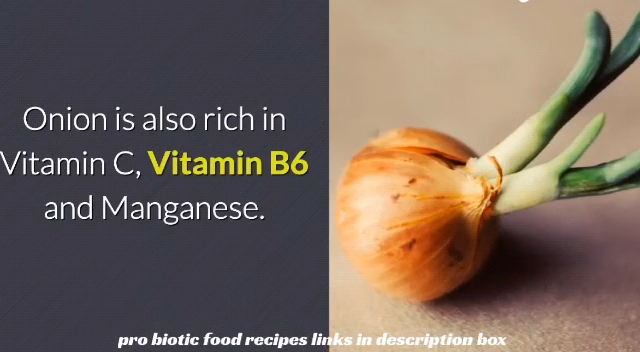 Onion is also rich in
Vitamin C, Vitamin B6
and Manganese.
pro biotic food recipes links in description box